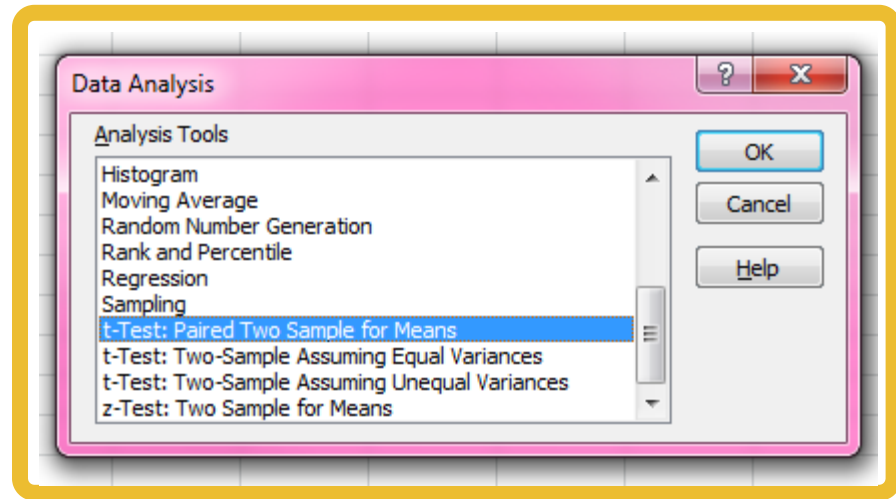 Data Analysis
Analysis Tools
Histogram
Moving Average
Random Number Generation
Rank and Percentile
Regression
Sampling
t-Test: Paired Two Sample for Means
t-Test: Two-Sample Assuming Equal Variances
t-Test: Two-Sample Assuming Unequal Variances
z-Test: Two Sample for Means
OK
Cancel
Help